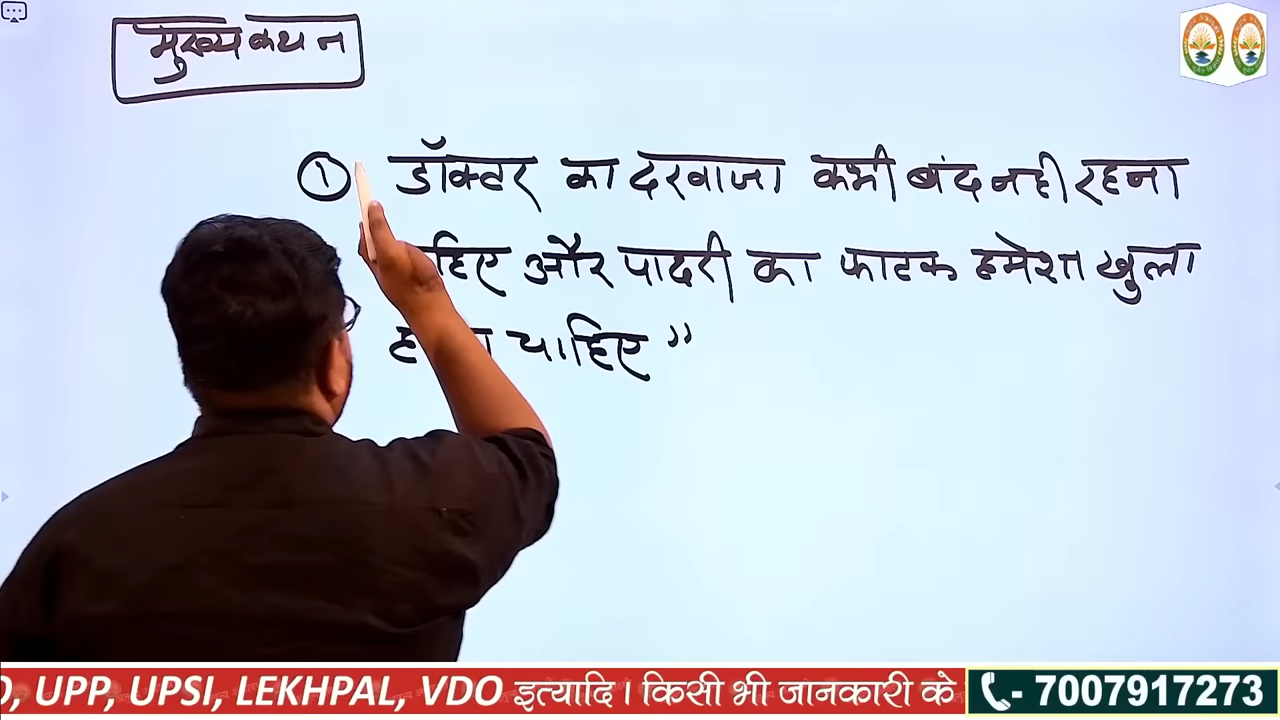 मुख्य कथन
① डॉक्टर का दरवाजा कभी बंद नही रहना
और पादरी का फाटक हमेशा खुला
चाहिए ”
, UPP, UPSI, LEKHPAL, VDO इत्यादि । किसी भी जानकारी के
- 7007917273